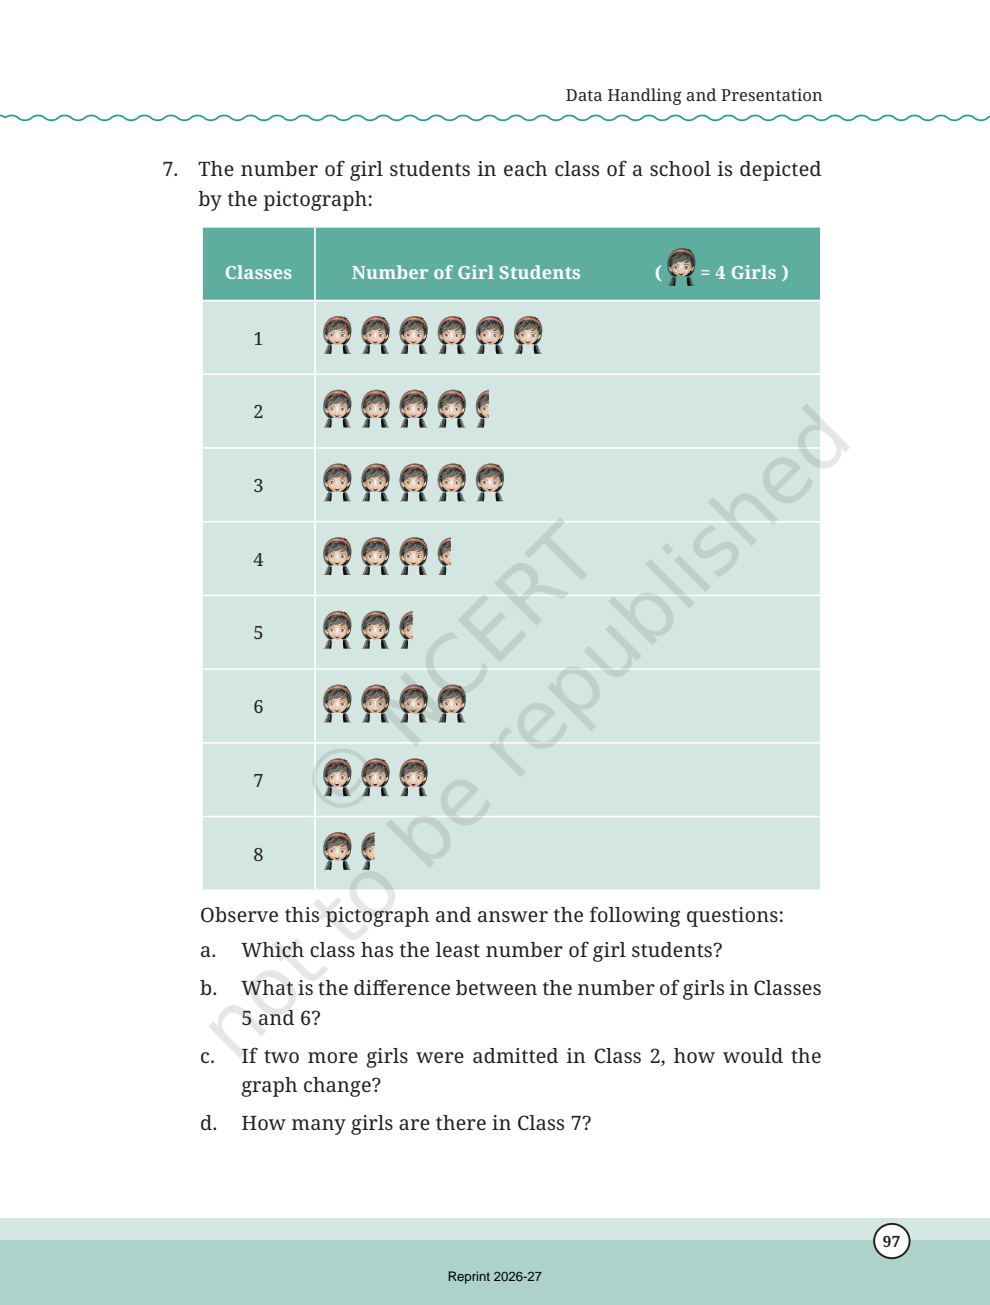 Data Handling and Presentation
7. The number of girl students in each class of a school is depicted
by the pictograph:
Classes Number of Girl Students ( = 4 Girls )
1
2
3
4
5
6
7
8
Observe this pictograph and answer the following questions:
a. Which class has the least number of girl students?
b. What is the difference between the number of girls in Classes
5 and 6?
c. If two more girls were admitted in Class 2, how would the
graph change?
d. How many girls are there in Class 7?
© NCERT
not to be republished
97
Reprint 2026-27